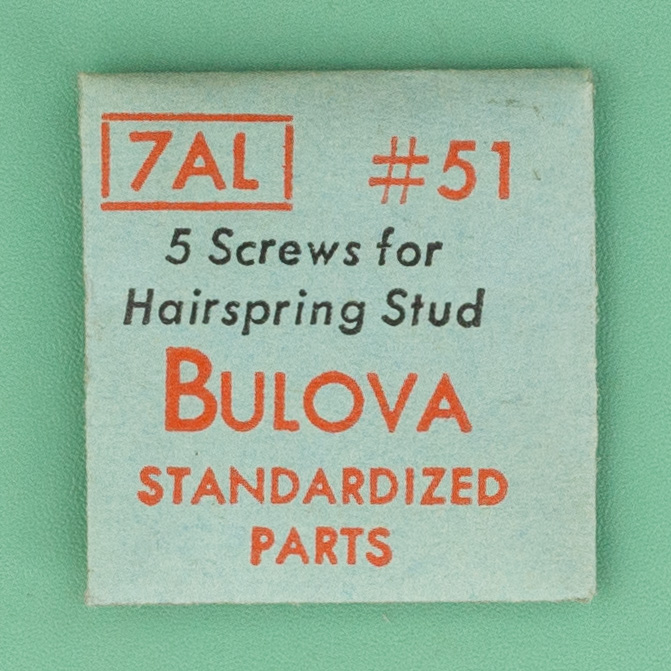 7AL #51
5 Screws for
Hairspring Stud
BULOVA
STANDARDIZED
PARTS